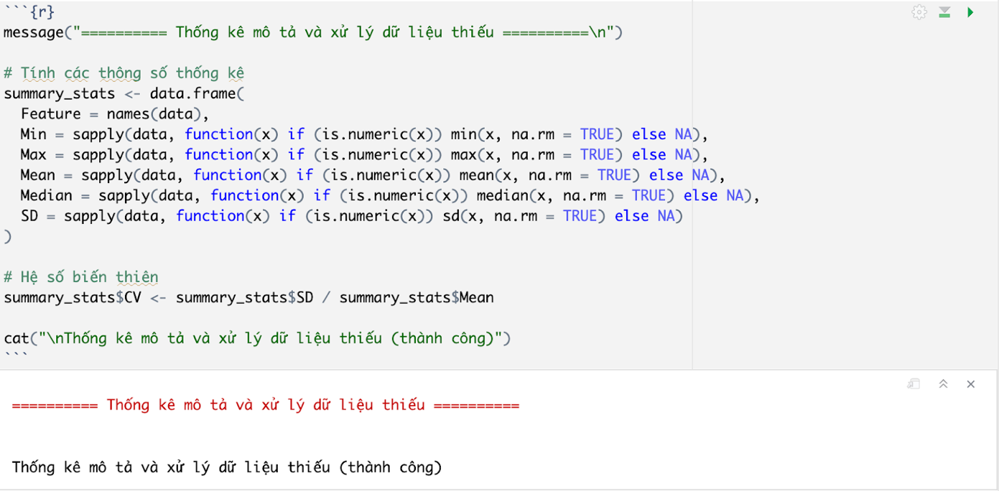 ```{r}
message("========== Thống kê mô tả và xử lý dữ liệu thiếu ==========\n")
# Tính các thông số thống kê
summary_stats <- data.frame(
  Feature = names(data),
  Min = sapply(data, function(x) if (is.numeric(x)) min(x, na.rm = TRUE) else NA),
  Max = sapply(data, function(x) if (is.numeric(x)) max(x, na.rm = TRUE) else NA),
  Mean = sapply(data, function(x) if (is.numeric(x)) mean(x, na.rm = TRUE) else NA),
  Median = sapply(data, function(x) if (is.numeric(x)) median(x, na.rm = TRUE) else NA),
  SD = sapply(data, function(x) if (is.numeric(x)) sd(x, na.rm = TRUE) else NA)
)
# Hệ số biến thiên
summary_stats$CV <- summary_stats$SD / summary_stats$Mean
cat("\nThống kê mô tả và xử lý dữ liệu thiếu (thành công)")
```
========== Thống kê mô tả và xử lý dữ liệu thiếu ==========
Thống kê mô tả và xử lý dữ liệu thiếu (thành công)